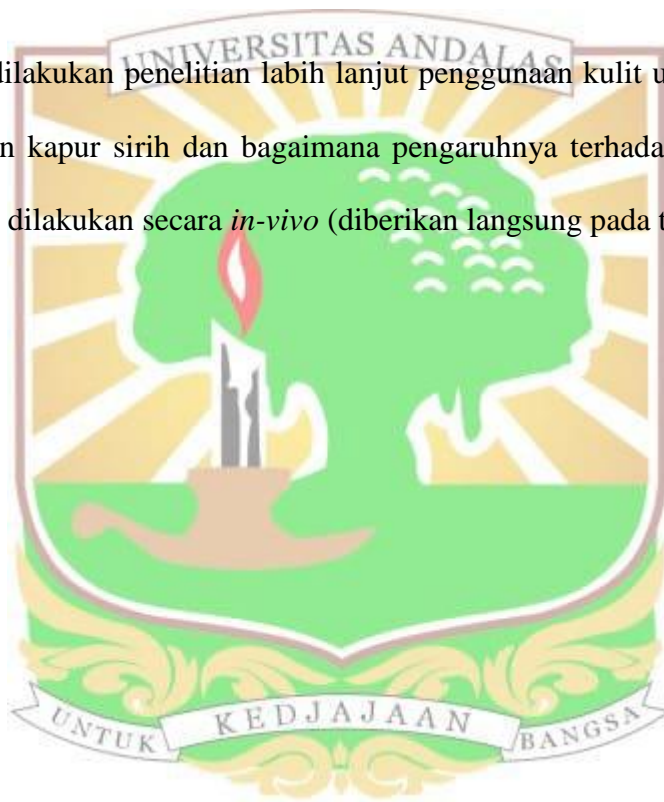 UNIVERSITAS ANDALAS
dilakukan penelitian labih lanjut penggunaan kulit u
n kapur sirih dan bagaimana pengaruhnya terhada
dilakukan secara in-vivo (diberikan langsung pada t
UNTUK KEDJAJAAN BANGSA